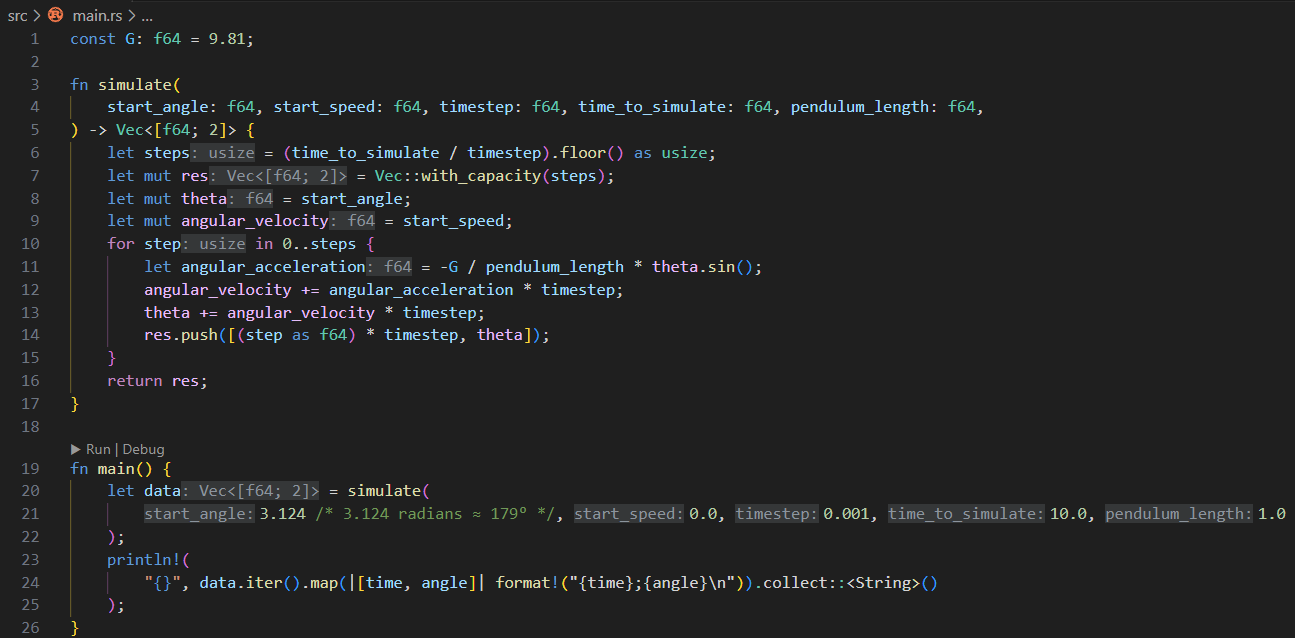 src > main.rs > ...
1 const G: f64 = 9.81;
2
3 fn simulate(
4     start_angle: f64, start_speed: f64, timestep: f64, time_to_simulate: f64, pendulum_length: f64,
5 ) -> Vec<[f64; 2]> {
6     let steps: usize = (time_to_simulate / timestep).floor() as usize;
7     let mut res: Vec<[f64; 2]> = Vec::with_capacity(steps);
8     let mut theta: f64 = start_angle;
9     let mut angular_velocity: f64 = start_speed;
10     for step: usize in 0..steps {
11         let angular_acceleration: f64 = -G / pendulum_length * theta.sin();
12         angular_velocity += angular_acceleration * timestep;
13         theta += angular_velocity * timestep;
14         res.push([(step as f64) * timestep, theta]);
15     }
16     return res;
17 }
18
▶ Run | Debug
19 fn main() {
20     let data: Vec<[f64; 2]> = simulate(
21         start_angle: 3.124 /* 3.124 radians ≈ 179º */, start_speed: 0.0, timestep: 0.001, time_to_simulate: 10.0, pendulum_length: 1.0
22     );
23     println!(
24         "{}", data.iter().map(|[time, angle]| format!("{time};{angle}\n")).collect::<String>()
25     );
26 }